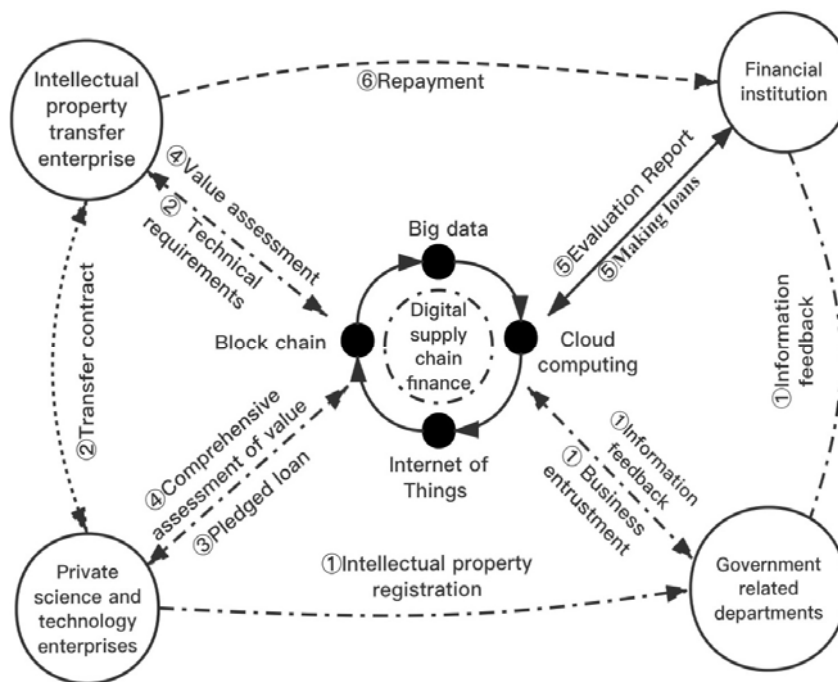 Intellectual
property
transfer
enterprise
⑥Repayment
Financial
institution
④Value assessment
② Technical
requirements
⑤Evaluation Report
⑤Making loans
Big data
Block chain
Digital
supply
chain
finance
Cloud
computing
Internet of
Things
②Transfer contract
①Information
feedback
④Comprehensive
assessment of value
③Pledged loan
①Information
feedback
① Business
entrustment
①Intellectual property
registration
Private
science and
technology
enterprises
Government
related
departments